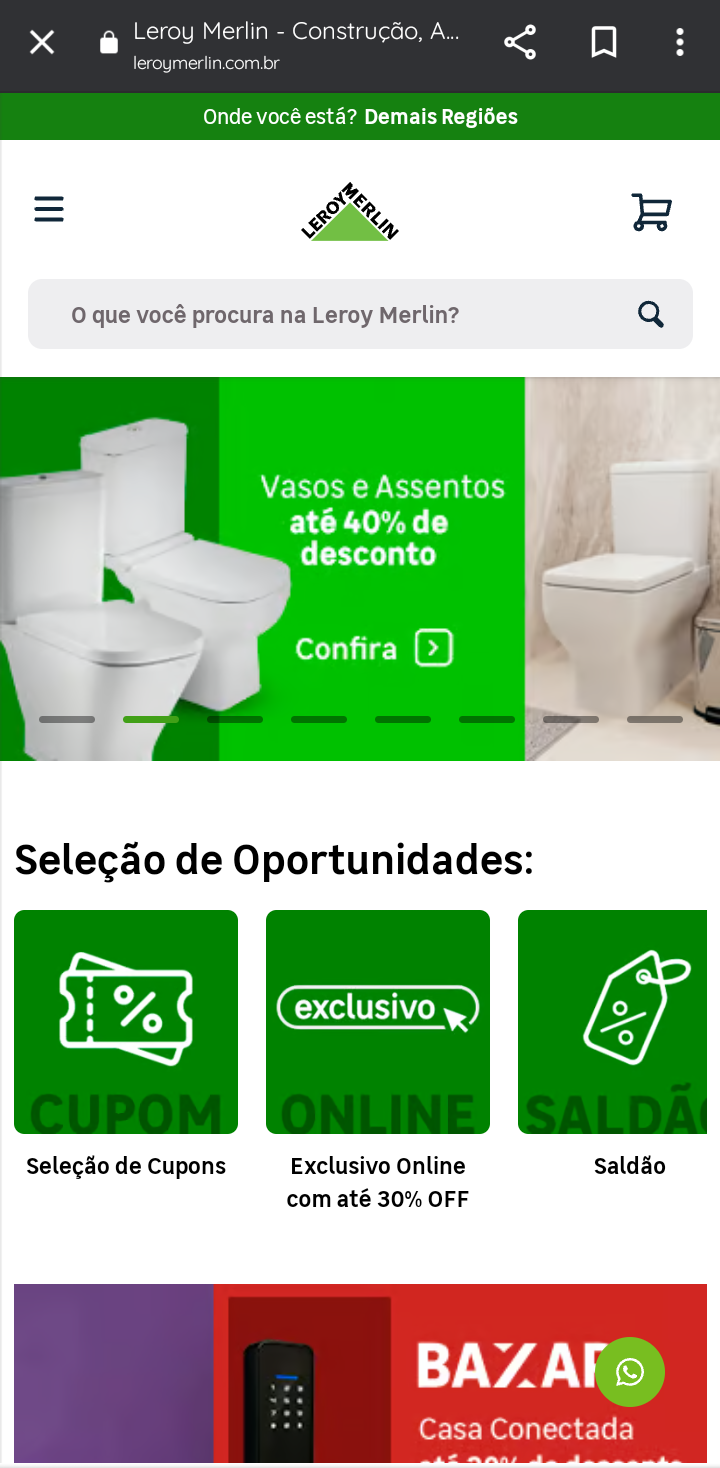 Leroy Merlin - Construção, A...
leroymerlin.com.br
Onde você está? Demais Regiões
LEROY MERLIN
O que você procura na Leroy Merlin?
Vasos e Assentos
até 40% de
desconto
Confira
Seleção de Oportunidades:
%
exclusivo
%
CUPOM
ONLINE
SALDÃO
Seleção de Cupons
Exclusivo Online
com até 30% OFF
Saldão
BAZAR
Casa Conectada